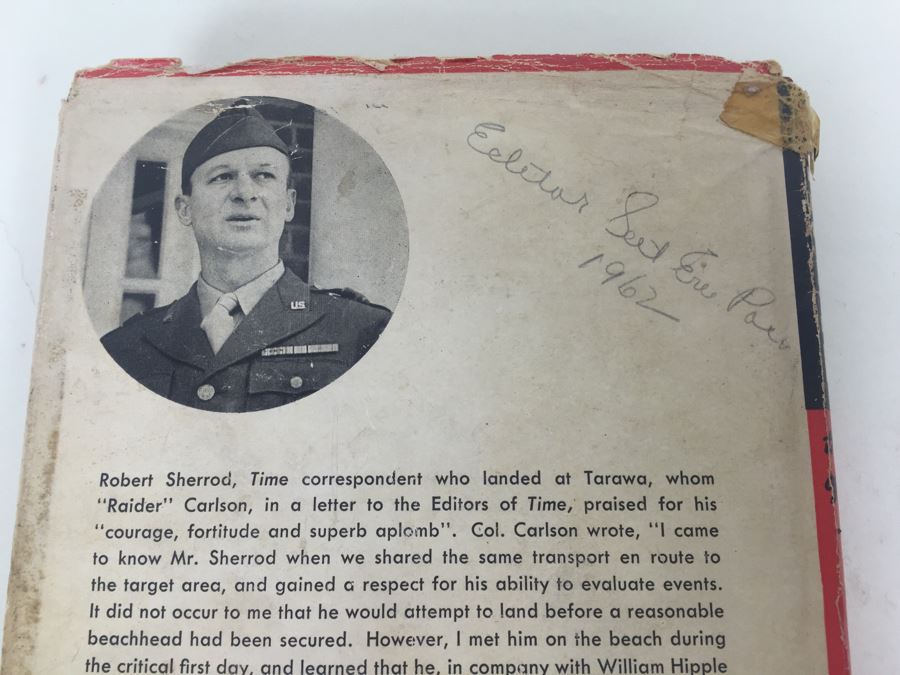 Editor Sat Eve Post
1962
U.S.
Robert Sherrod, Time correspondent who landed at Tarawa, whom
"Raider" Carlson, in a letter to the Editors of Time, praised for his
"courage, fortitude and superb aplomb". Col. Carlson wrote, "I came
to know Mr. Sherrod when we shared the same transport en route to
the target area, and gained a respect for his ability to evaluate events.
It did not occur to me that he would attempt to land before a reasonable
beachhead had been secured. However, I met him on the beach during
the critical first day, and learned that he, in company with William Hipple